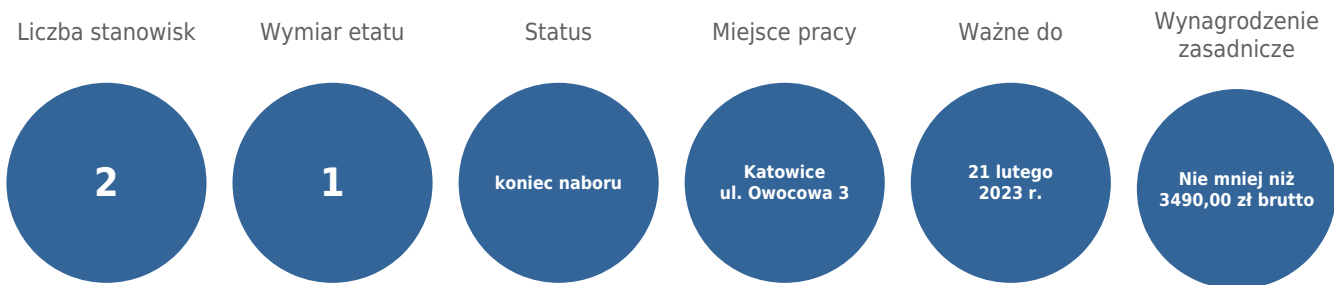 Liczba stanowisk
2
Wymiar etatu
1
Status
koniec naboru
Miejsce pracy
Katowice
ul. Owocowa 3
Ważne do
21 lutego
2023 r.
Wynagrodzenie
zasadnicze
Nie mniej niż
3490,00 zł brutto